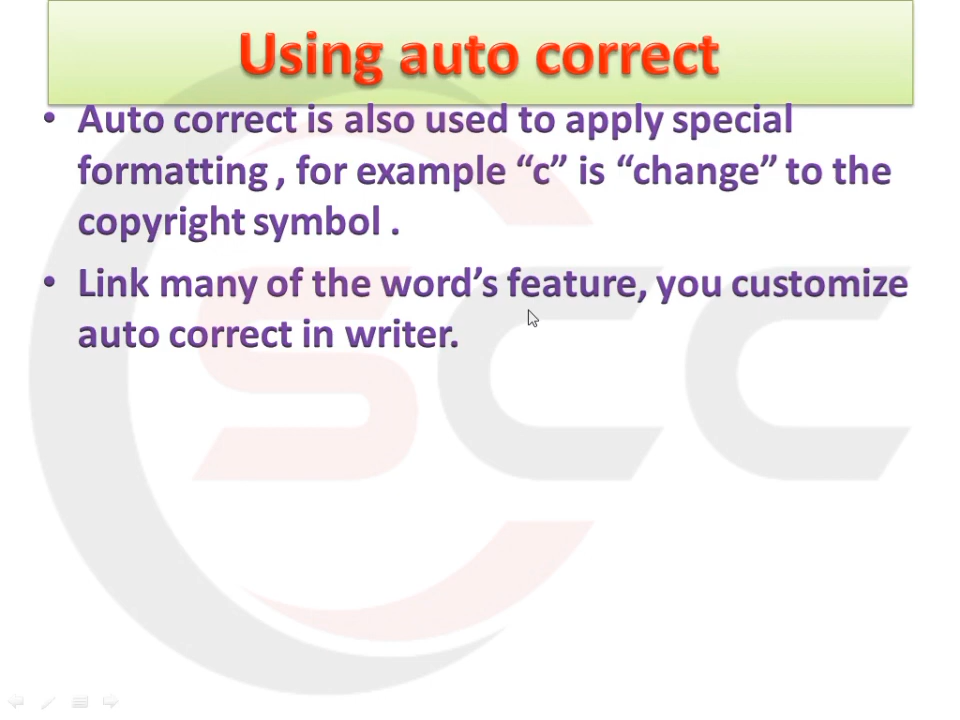 Using auto correct
• Auto correct is also used to apply special
formatting , for example “c” is “change” to the
copyright symbol .
• Link many of the word’s feature, you customize
auto correct in writer.
SCC